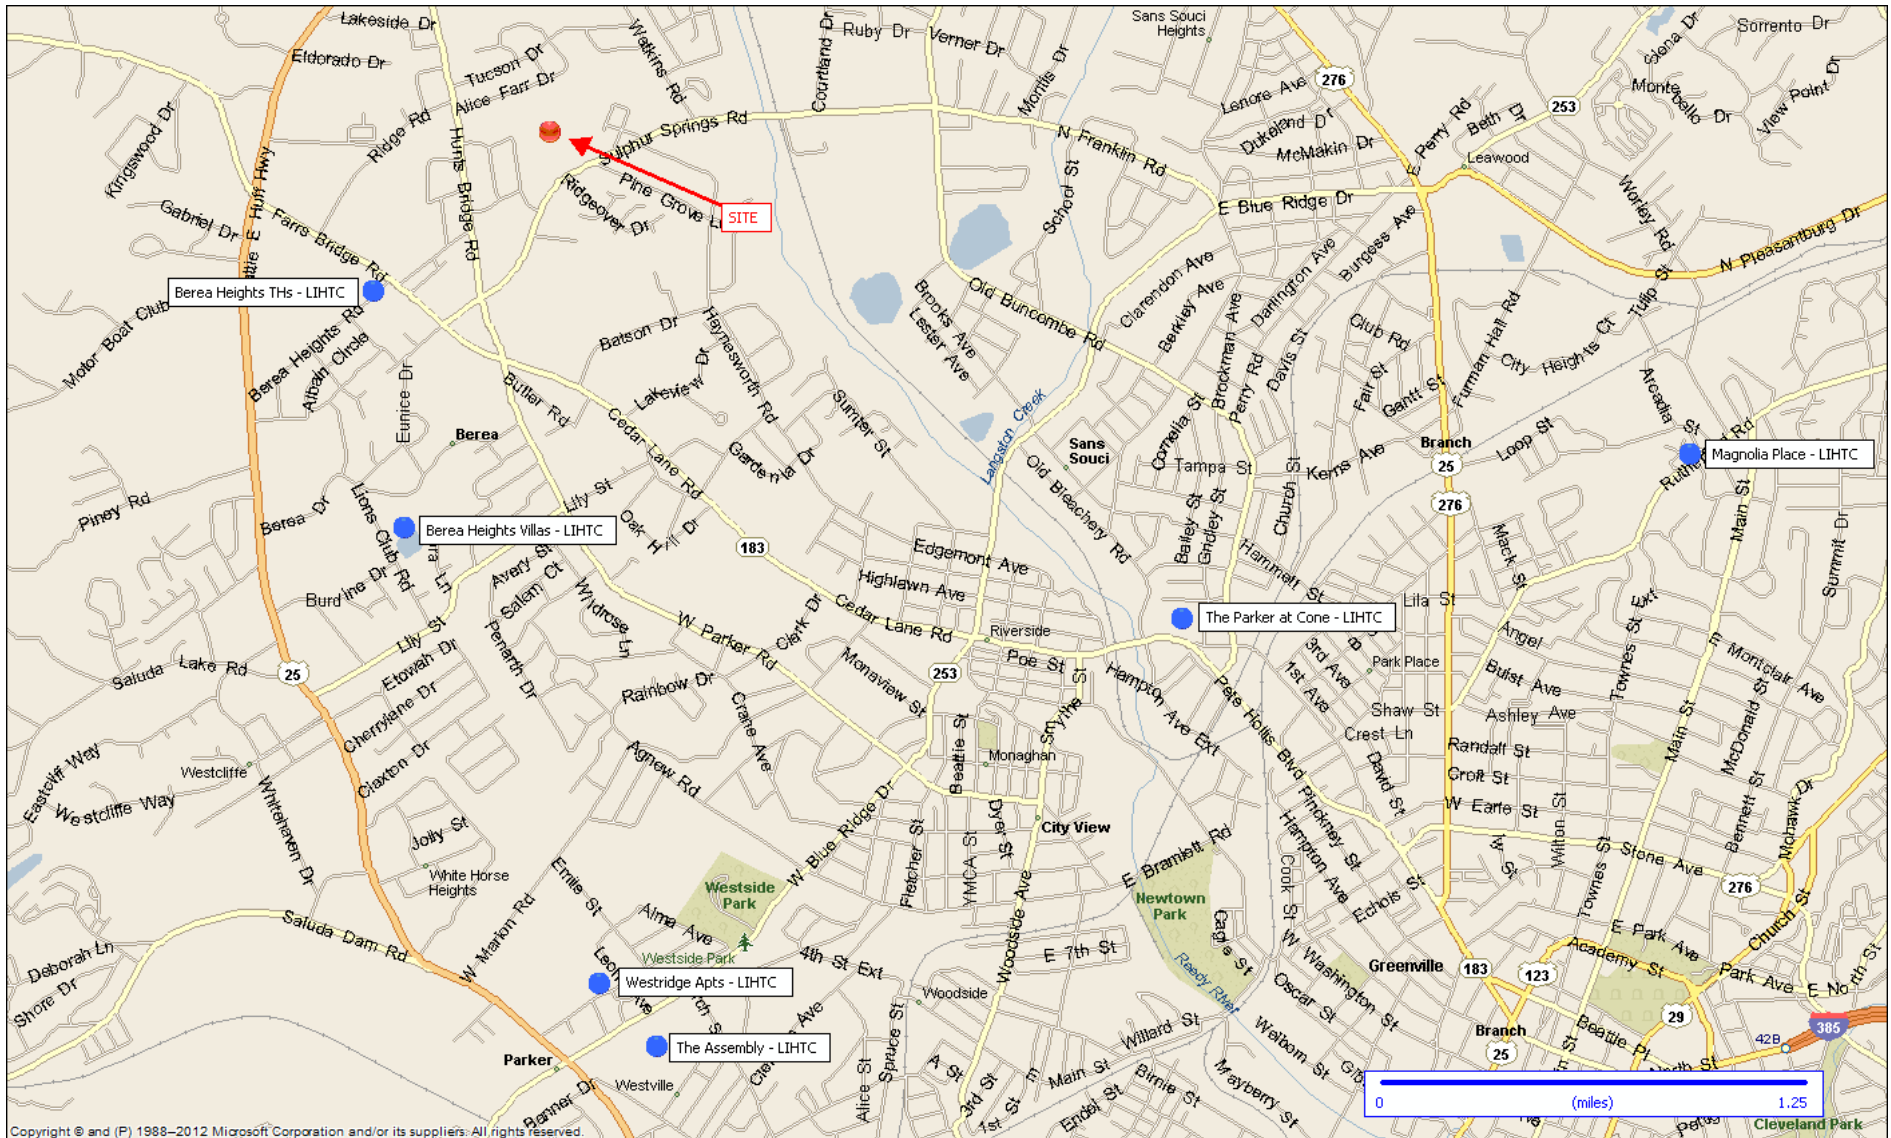 Lakeside Dr
Eldorado Dr
Tucson Dr
Alice Farr Dr
Watkins Rd
Courtland Dr
Ruby Dr
Verner Dr
Montis Dr
Sans Souci
Heights
276
Lenore Ave
McMakin Dr
E Perry Rd
Beth Dr
253
Leawood
Sorrento Dr
View Point Dr
Kingswood Dr
Ridge Rd
Hunts Bridge Rd
Sulphur Springs Rd
Pine Grove L
Ridgeover Dr
SITE
N Franklin Rd
School St
E Blue Ridge Dr
Worley Rd
N Pleasantburg Dr
Gabriel Dr
Farrs Bridge Rd
Berea Heights THs - LIHTC
Motor Boat Club
Berea Heights Rd
Albain Circle
Eunice Dr
Batson Dr
Haynesworth Rd
Lakeview Dr
Sumter St
Brooks Ave
Lester Ave
Old Buncombe Rd
Clarendon Ave
Berkley Ave
Brockman Ave
Darlington Ave
Burgess Ave
Perry Rd
Davis St
Club Rd
Fair St
Gantt St
Furman Hall Rd
City Heights Ct
Tulip St
Arcadia St
Butler Rd
Berea
Cedar Lane Rd
Gardenia Dr
Langston Creek
Sans
Souci
Old Bleachery Rd
Cornelia St
Tampa St
Church St
Kerns Ave
Branch
25
276
Loop St
Magnolia Place - LIHTC
Main St
Summit Dr
Piney Rd
Berea Dr
Lions Club Rd
Lily St
Oak Hill Dr
Berea Heights Villas - LIHTC
183
Edgemont Ave
Highlawn Ave
Bailey St
Gridley St
Hammett St
Mack St
Burdine Dr
Avery St
Salem Ct
Wildrose Ln
W Parker Rd
Clerk Dr
Cedar Lane Rd
Riverside
Poe St
The Parker at Cone - LIHTC
Lila St
Angel
Townes St Ext
E Montclair Ave
Lily St
Etowah Dr
Penarth Dr
Saluda Lake Rd
25
Rainbow Dr
Crane Ave
Monaview St
253
Hampton Ave Ext
Pete Hollis Blvd
1st Ave
3rd Ave
Park Place
Buist Ave
Shaw St
Ashley Ave
Crest Ln
Randall St
Main St
McDonald St
Cherrylane Dr
Claxton Dr
Eastcliff Way
Westcliffe
Westcliffe Way
Whitehaven Dr
Agnew Rd
Beattie St
Smythe St
Monaghan
David St
Croft St
W Earle St
Wilton St
Bennett St
Mohawk Dr
Jolly St
White Horse
Heights
W Blue Ridge Dr
Fletcher St
YMCA St
Dyer St
City View
E Bramlett Rd
Pinckney St
Hampton Ave
Cook St
W St
Townes St
Stone Ave
276
Westside
Park
Newtown
Park
Echols St
Church St
Saluda Dam Rd
W Marion Rd
Emile St
Alma Ave
Westside Park
4th St Ext
Woodside Ave
E 7th St
Cagle St
W Washington St
Greenville
183
123
Academy St
E Park Ave
Park Ave
E North St
Deborah Ln
Shore Dr
Westridge Apts - LIHTC
Woodside
Reedy River
Oscar St
29
385
The Assembly - LIHTC
Parker
Westville
Benner Dr
Alice St
Spruce St
A St
3rd St
1st St
Main St
Willard St
Birnie St
Endel St
Mayberry St
Welborn St
Branch
25
Beattie Pl
North St
42B
0 (miles) 1.25
Cleveland Park
Copyright © and (P) 1988–2012 Microsoft Corporation and/or its suppliers. All rights reserved.